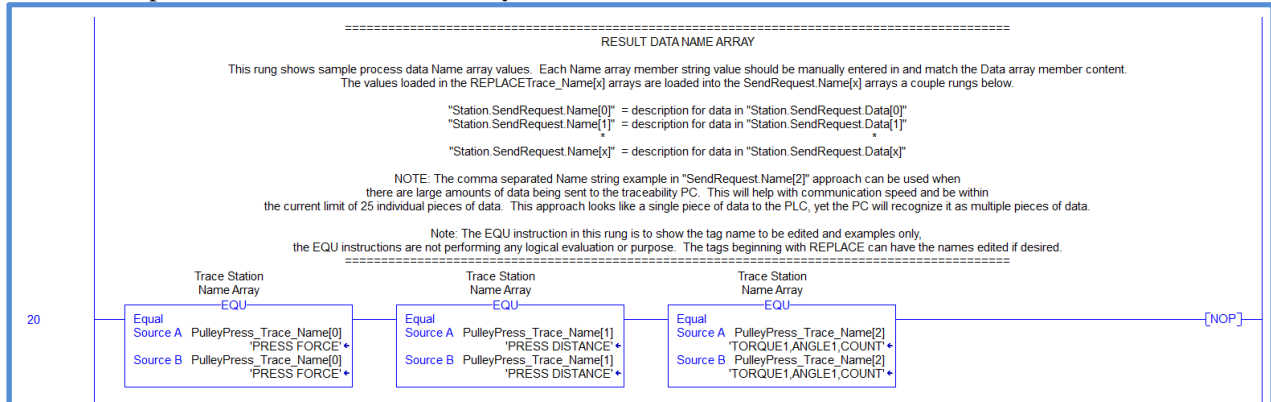 ==============================================================================================
RESULT DATA NAME ARRAY
This rung shows sample process data Name array values.  Each Name array member string value should be manually entered in and match the Data array member content.
The values loaded in the REPLACETrace_Name[x] arrays are loaded into the SendRequest.Name[x] arrays a couple rungs below.
"Station.SendRequest.Name[0]"  = description for data in "Station.SendRequest.Data[0]"
"Station.SendRequest.Name[1]"  = description for data in "Station.SendRequest.Data[1]"
* *
"Station.SendRequest.Name[x]"  = description for data in "Station.SendRequest.Data[x]"
NOTE: The comma separated Name string example in "SendRequest.Name[2]" approach can be used when
there are large amounts of data being sent to the traceability PC.  This will help with communication speed and be within
the current limit of 25 individual pieces of data.  This approach looks like a single piece of data to the PLC, yet the PC will recognize it as multiple pieces of data.
Note: The EQU instruction in this rung is to show the tag name to be edited and examples only,
the EQU instructions are not performing any logical evaluation or purpose.  The tags beginning with REPLACE can have the names edited if desired.
==============================================================================================
Trace Station Trace Station Trace Station
Name Array Name Array Name Array
EQU EQU EQU
20 Equal Equal Equal [NOP]
Source A PulleyPress_Trace_Name[0] Source A PulleyPress_Trace_Name[1] Source A PulleyPress_Trace_Name[2]
'PRESS FORCE' 'PRESS DISTANCE' 'TORQUE1,ANGLE1,COUNT'
Source B PulleyPress_Trace_Name[0] Source B PulleyPress_Trace_Name[1] Source B PulleyPress_Trace_Name[2]
'PRESS FORCE' 'PRESS DISTANCE' 'TORQUE1,ANGLE1,COUNT'